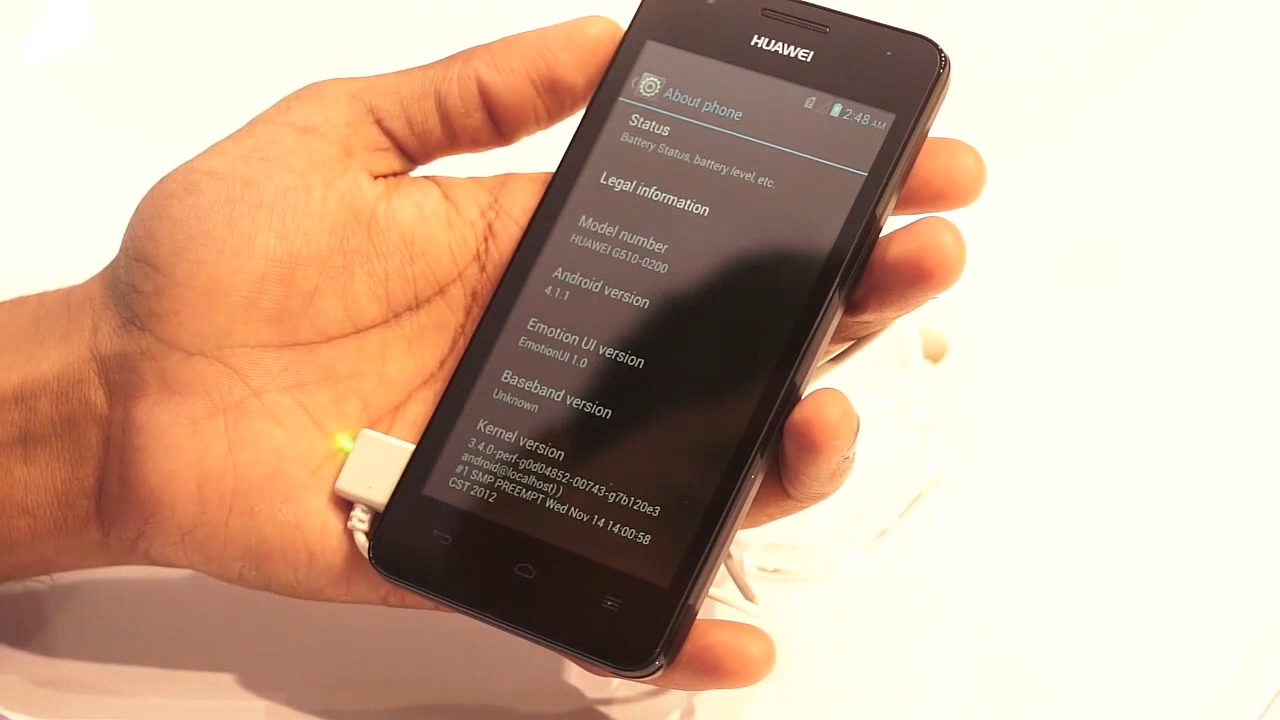 HUAWEI
About phone
2:48 AM
Status
Battery Status, battery level, etc.
Legal information
Model number
HUAWEI G510-0200
Android version
4.1.1
Emotion UI version
EmotionUI 1.0
Baseband version
Unknown
Kernel version
3.4.0-perf-g0d04852-00743-g7b120e3
android@localhost))
#1 SMP PREEMPT Wed Nov 14 14:00:58
CST 2012